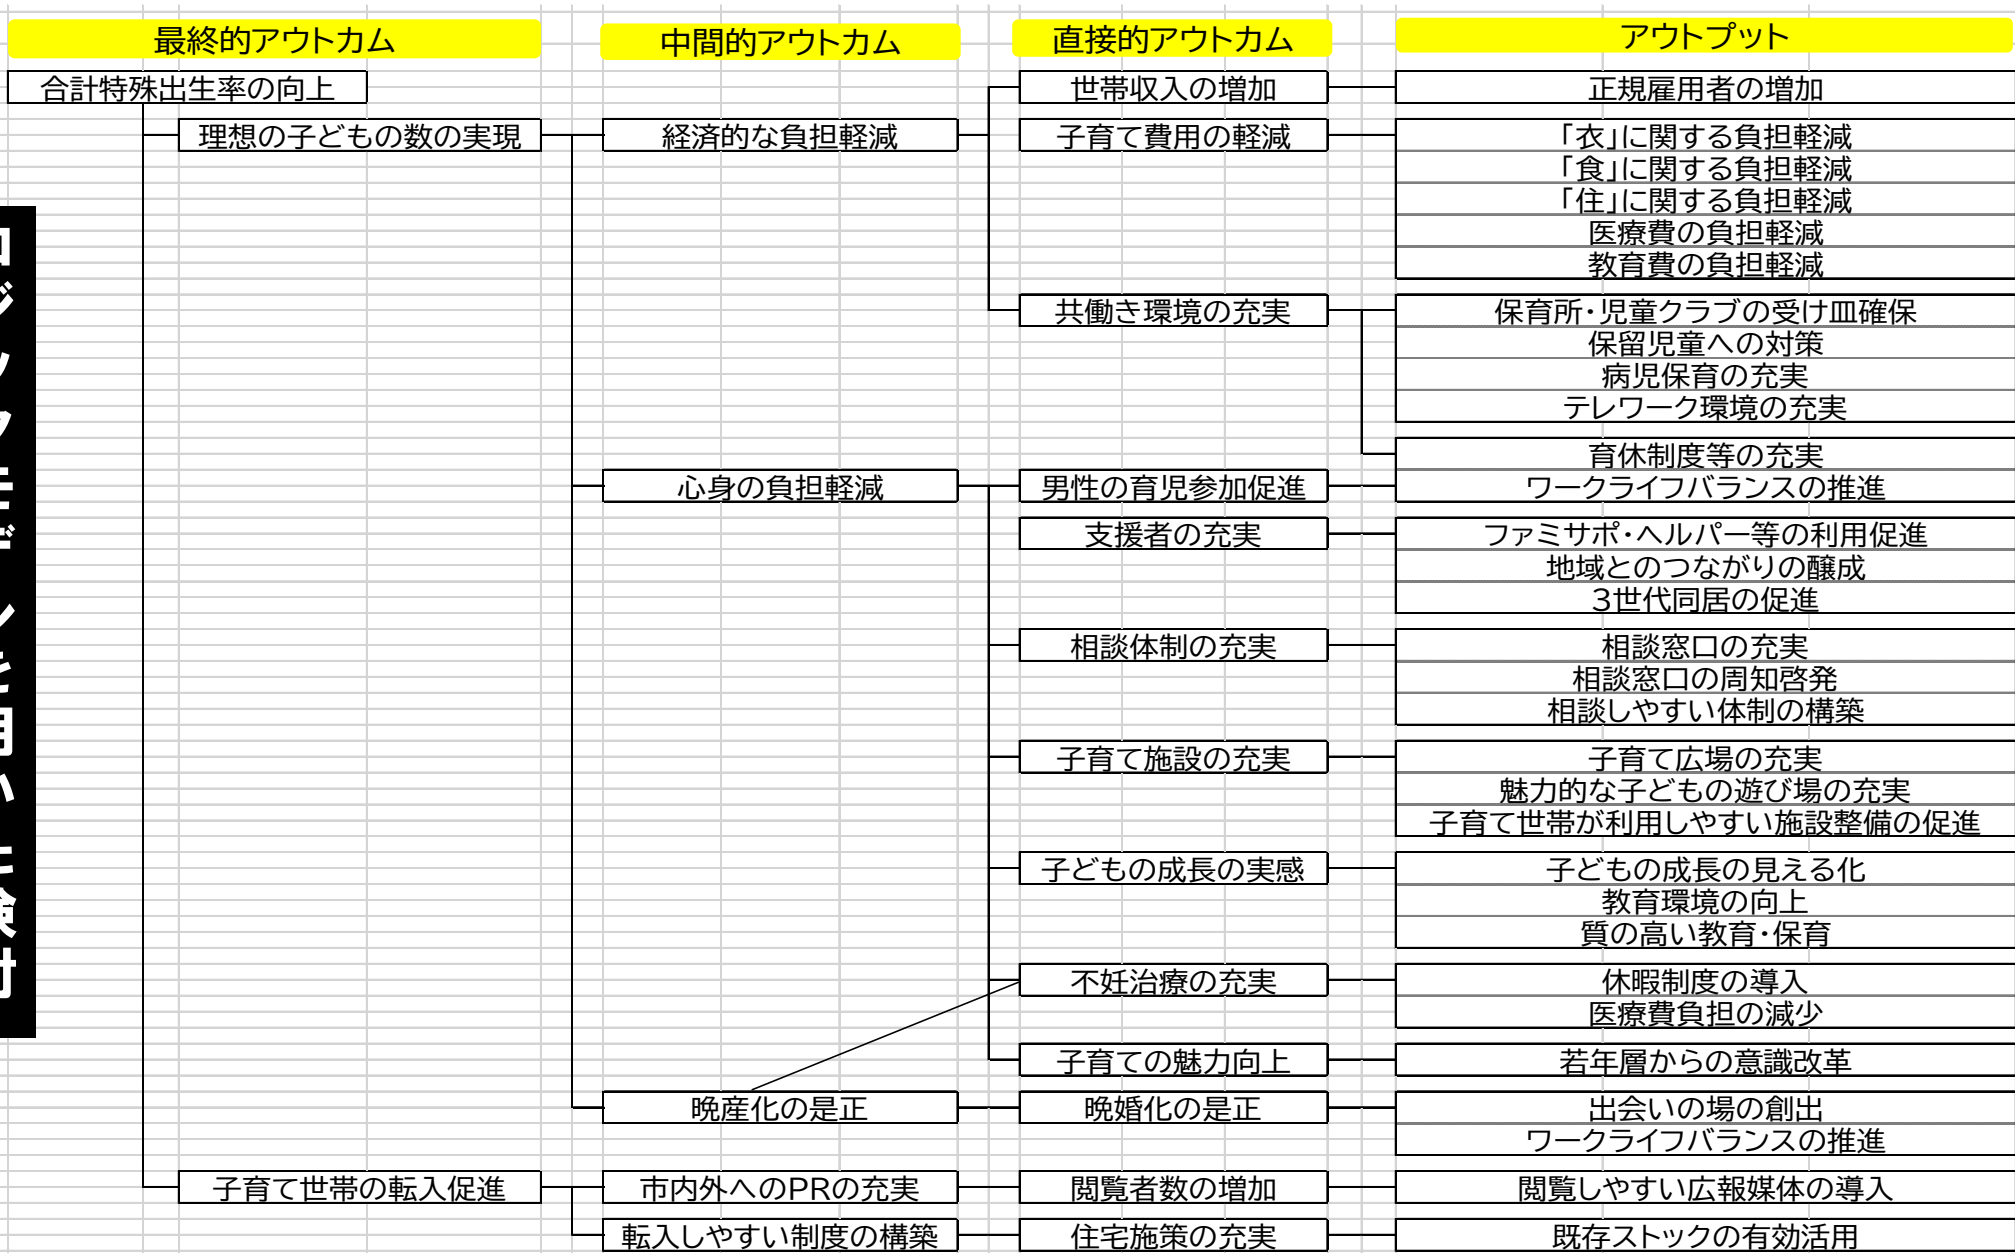 最終的アウトカム
中間的アウトカム
直接的アウトカム
アウトプット
合計特殊出生率の向上
世帯収入の増加
正規雇用者の増加
理想の子どもの数の実現
経済的な負担軽減
子育て費用の軽減
「衣」に関する負担軽減
「食」に関する負担軽減
「住」に関する負担軽減
医療費の負担軽減
教育費の負担軽減
共働き環境の充実
保育所・児童クラブの受け皿確保
保留児童への対策
病児保育の充実
テレワーク環境の充実
育休制度等の充実
心身の負担軽減
男性の育児参加促進
ワークライフバランスの推進
支援者の充実
ファミサポ・ヘルパー等の利用促進
地域とのつながりの醸成
3世代同居の促進
相談体制の充実
相談窓口の充実
相談窓口の周知啓発
相談しやすい体制の構築
子育て施設の充実
子育て広場の充実
魅力的な子どもの遊び場の充実
子育て世帯が利用しやすい施設整備の促進
子どもの成長の実感
子どもの成長の見える化
教育環境の向上
質の高い教育・保育
不妊治療の充実
休暇制度の導入
医療費負担の減少
子育ての魅力向上
若年層からの意識改革
晩産化の是正
晩婚化の是正
出会いの場の創出
ワークライフバランスの推進
子育て世帯の転入促進
市内外へのPRの充実
閲覧者数の増加
閲覧しやすい広報媒体の導入
転入しやすい制度の構築
住宅施策の充実
既存ストックの有効活用
ロジックモデルを用いた検討